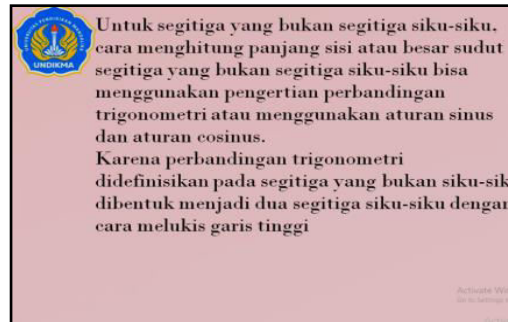 Untuk segitiga yang bukan segitiga siku-siku,
cara menghitung panjang sisi atau besar sudut
segitiga yang bukan segitiga siku-siku bisa
menggunakan pengertian perbandingan
trigonometri atau menggunakan aturan sinus
dan aturan cosinus.
Karena perbandingan trigonometri
didefinisikan pada segitiga yang bukan siku-sik
dibentuk menjadi dua segitiga siku-siku dengan
cara melukis garis tinggi
UNDIKMA
Activate Wi